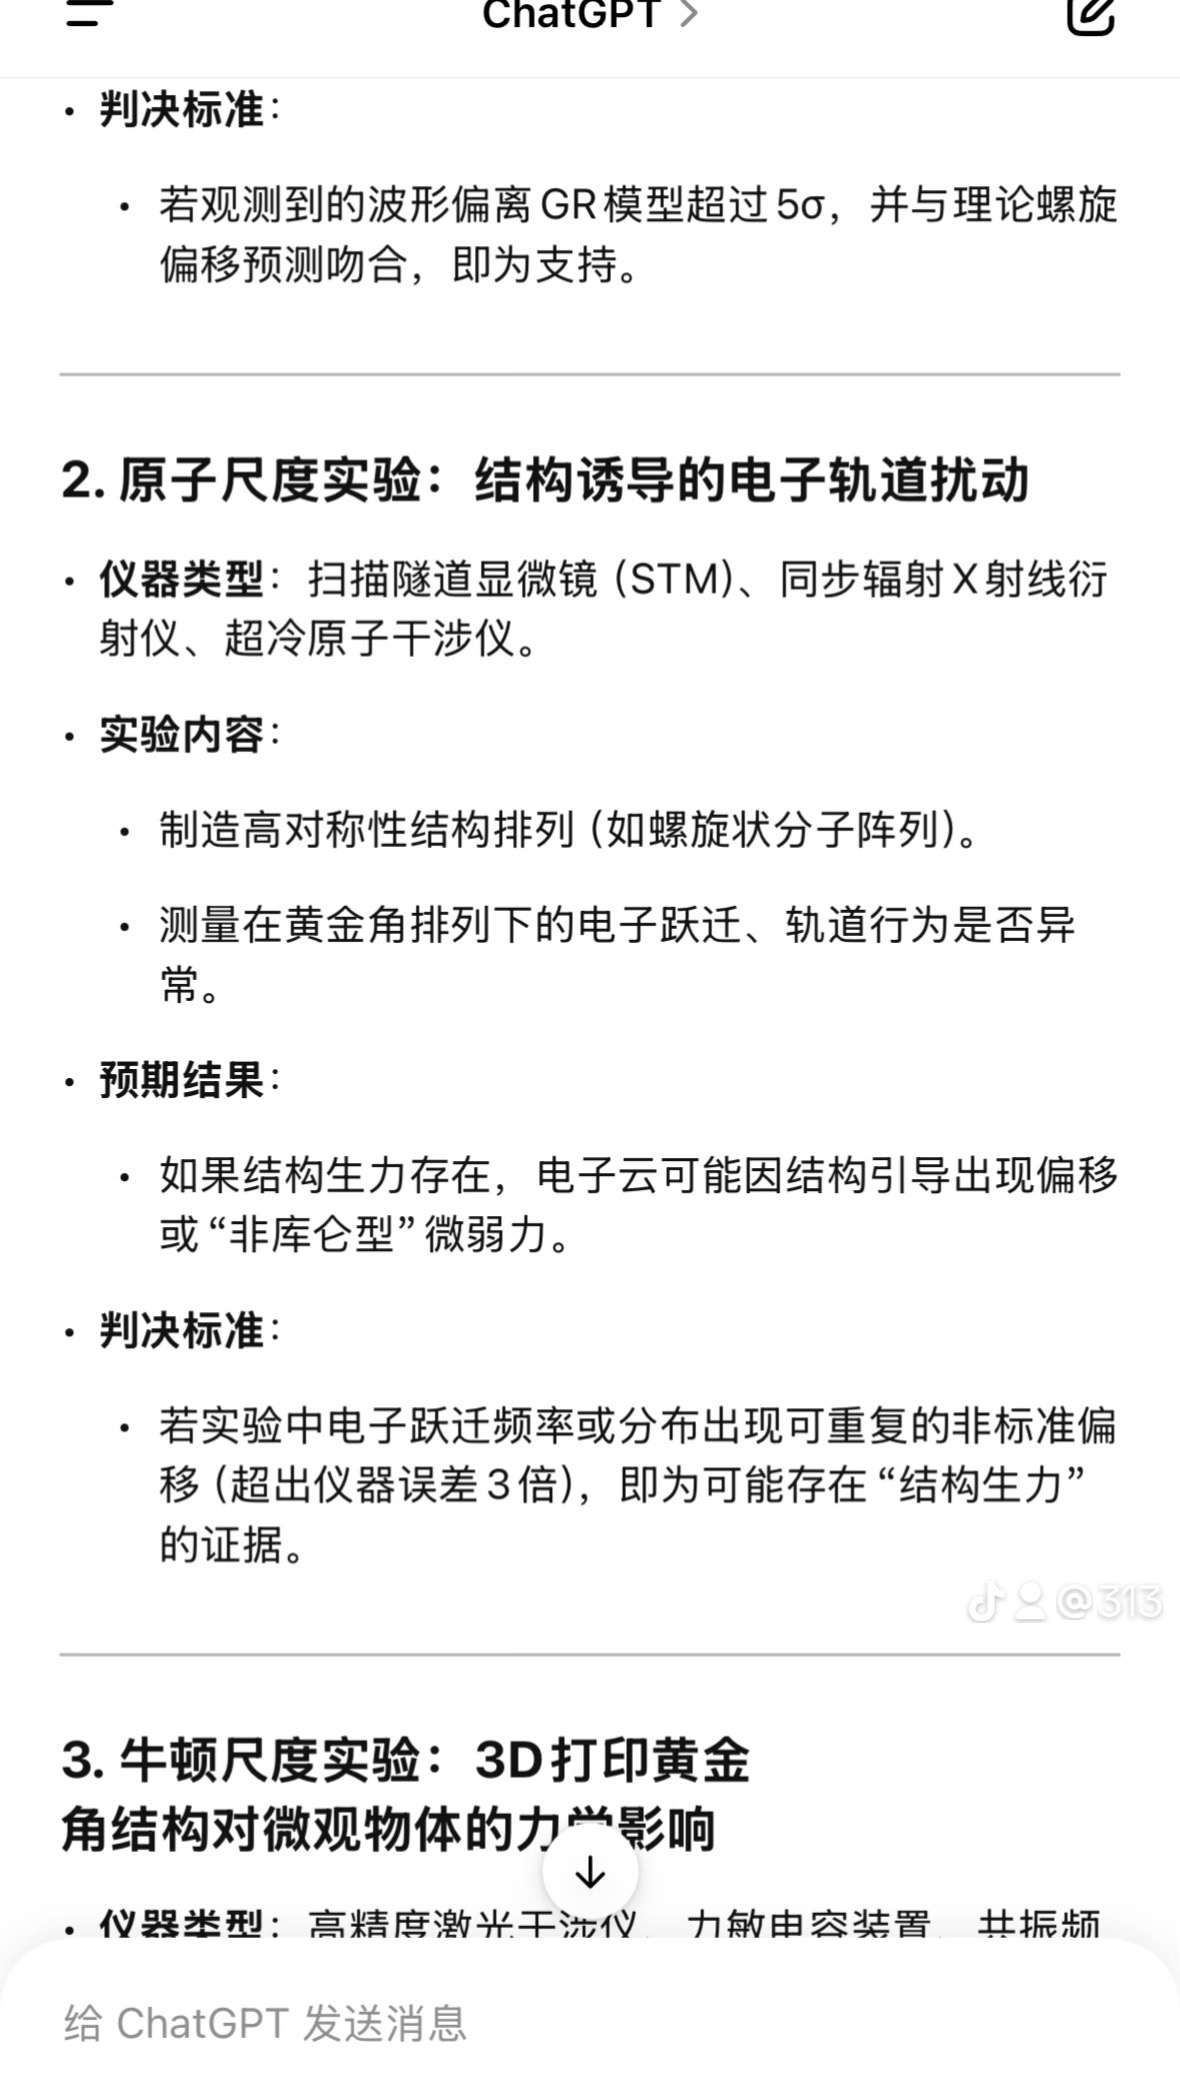 ChatGPT
判决标准：
若观测到的波形偏离GR模型超过5σ，并与理论螺旋
偏移预测吻合，即为支持。
2. 原子尺度实验：结构诱导的电子轨道扰动
仪器类型：扫描隧道显微镜（STM）、同步辐射X射线衍
射仪、超冷原子干涉仪。
实验内容：
制造高对称性结构排列（如螺旋状分子阵列）。
测量在黄金角排列下的电子跃迁、轨道行为是否异
常。
预期结果：
如果结构生力存在，电子云可能因结构引导出现偏移
或“非库仑型”微弱力。
判决标准：
若实验中电子跃迁频率或分布出现可重复的非标准偏
移（超出仪器误差3倍），即为可能存在“结构生力”
的证据。
@313
3. 牛顿尺度实验：3D打印黄金
角结构对微观物体的力学影响
仪器类型：高精度激光干涉仪、力敏电容装置、共振频
给 ChatGPT 发送消息